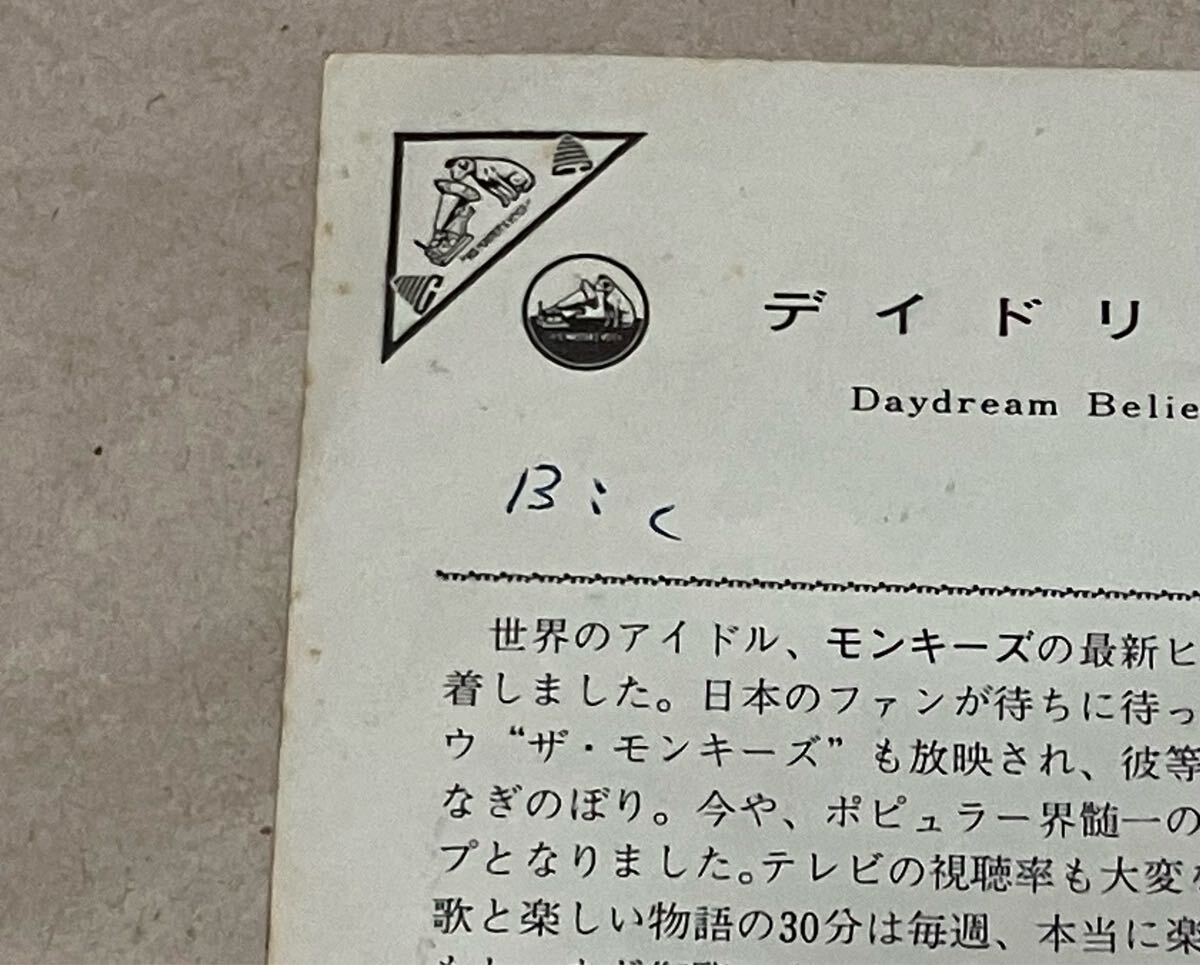 デイドリ
Daydream Belie
B:c
世界のアイドル、モンキーズの最新ヒ
着しました。日本のファンが待ちに待っ
ウ“ザ・モンキーズ”も放映され、彼等
なぎのぼり。今や、ポピュラー界髄一の
プとなりました。テレビの視聴率も大変
歌と楽しい物語の30分は毎週、本当に楽